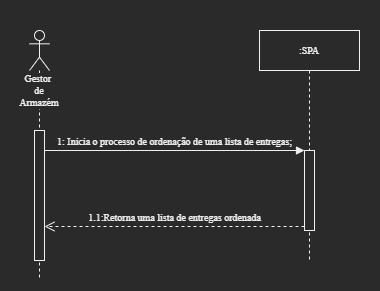 :SPA
Gestor
de
Armazém
1: Inicia o processo de ordenação de uma lista de entregas;
1.1:Retorna uma lista de entregas ordenada